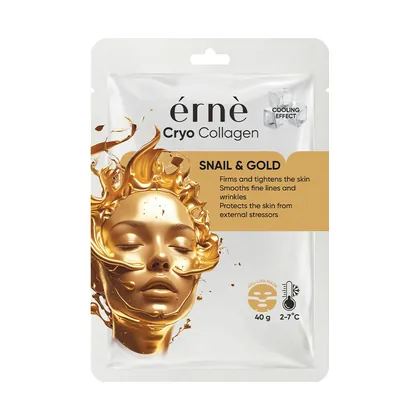 érnè
Cryo Collagen
COOLING
EFFECT
SNAIL & GOLD
Firms and tightens the skin
Smooths fine lines and
wrinkles
Protects the skin from
external stressors
40 g
2-7°C